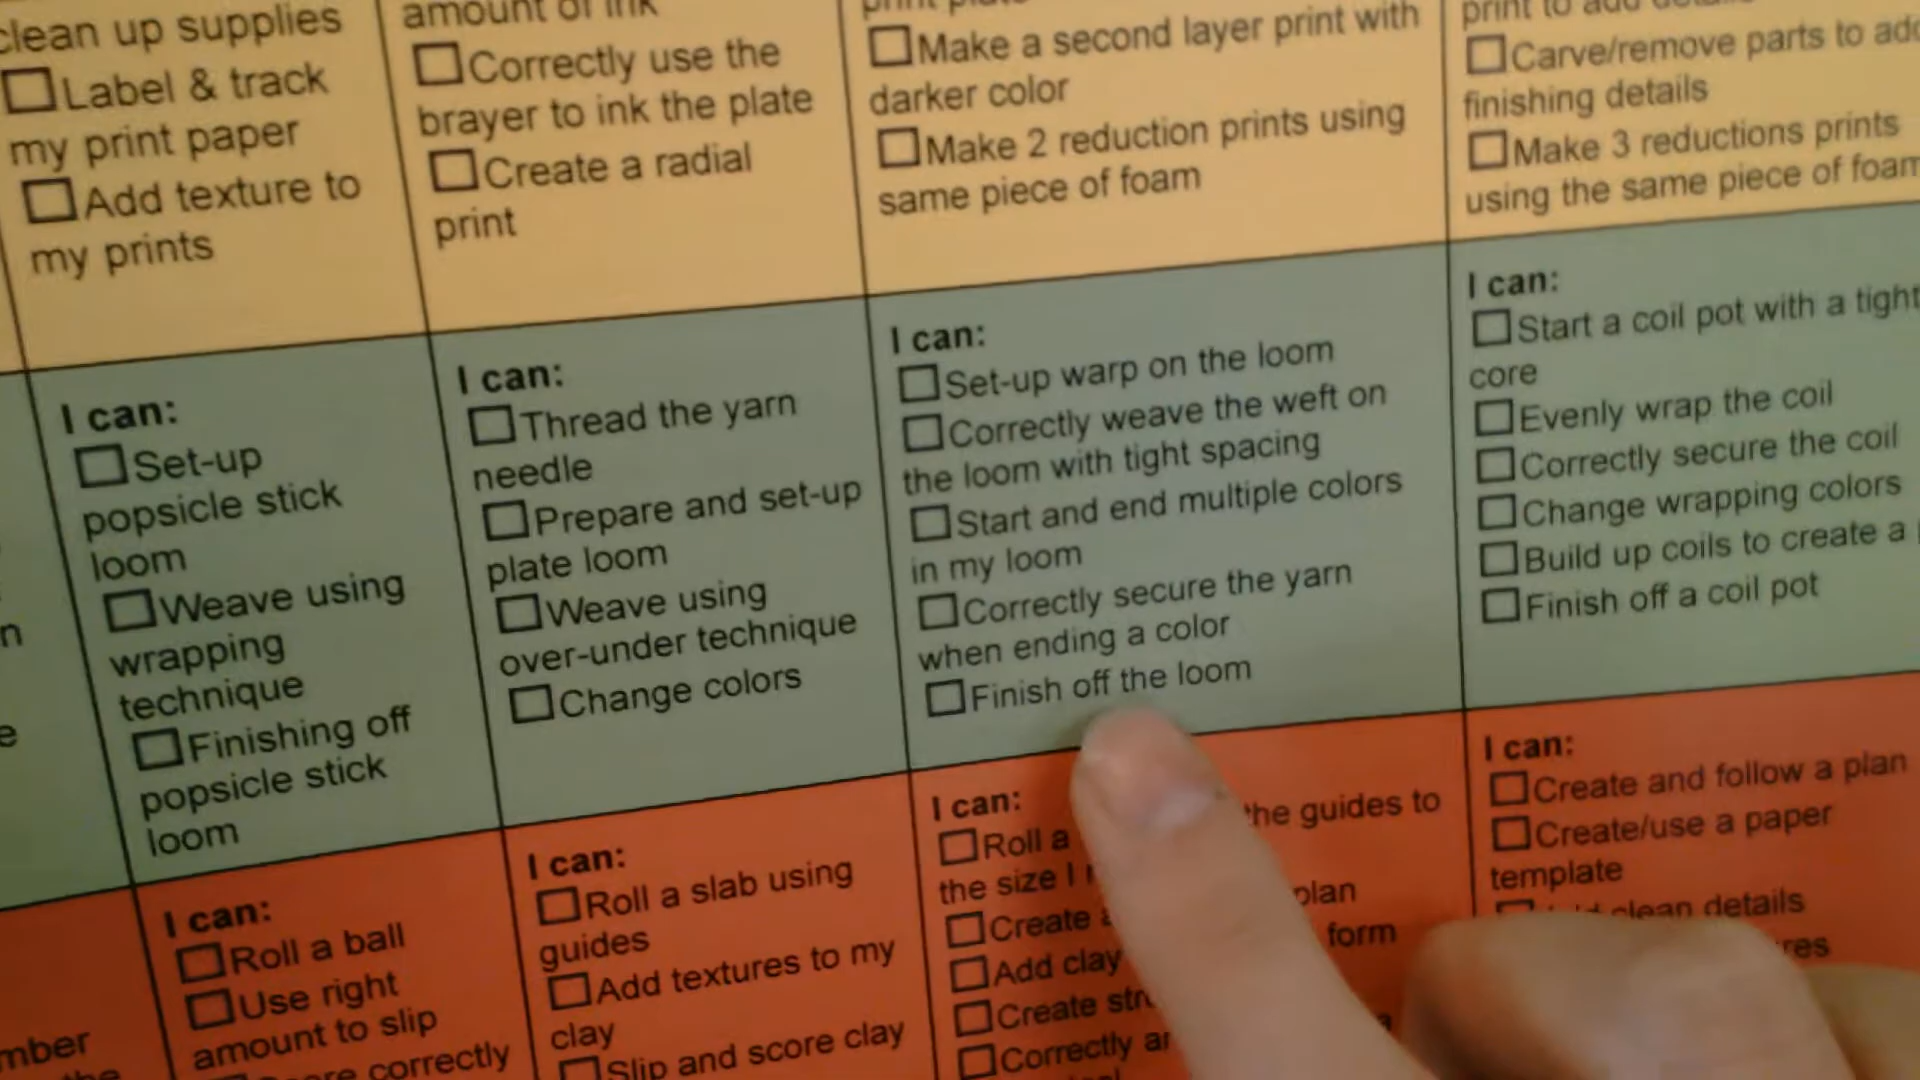 clean up supplies
Label & track
my print paper
Add texture to
my prints
amount of ink
Correctly use the
brayer to ink the plate
Create a radial
print
Make a second layer print with
darker color
Make 2 reduction prints using
same piece of foam
print to add
Carve/remove parts to add
finishing details
Make 3 reductions prints
using the same piece of foam
I can:
Set-up
popsicle stick
loom
Weave using
wrapping
technique
Finishing off
popsicle stick
loom
I can:
Thread the yarn
needle
Prepare and set-up
plate loom
Weave using
over-under technique
Change colors
I can:
Set-up warp on the loom
Correctly weave the weft on
the loom with tight spacing
Start and end multiple colors
in my loom
Correctly secure the yarn
when ending a color
Finish off the loom
I can:
Start a coil pot with a tight
core
Evenly wrap the coil
Correctly secure the coil
Change wrapping colors
Build up coils to create a
Finish off a coil pot
I can:
Roll a ball
Use right
amount to slip
correctly
I can:
Roll a slab using
guides
Add textures to my
clay
Slip and score clay
I can:
Roll a the guides to
the size I
Create plan
Add clay form
Create
Correctly
I can:
Create and follow a plan
Create/use a paper
template
clean details